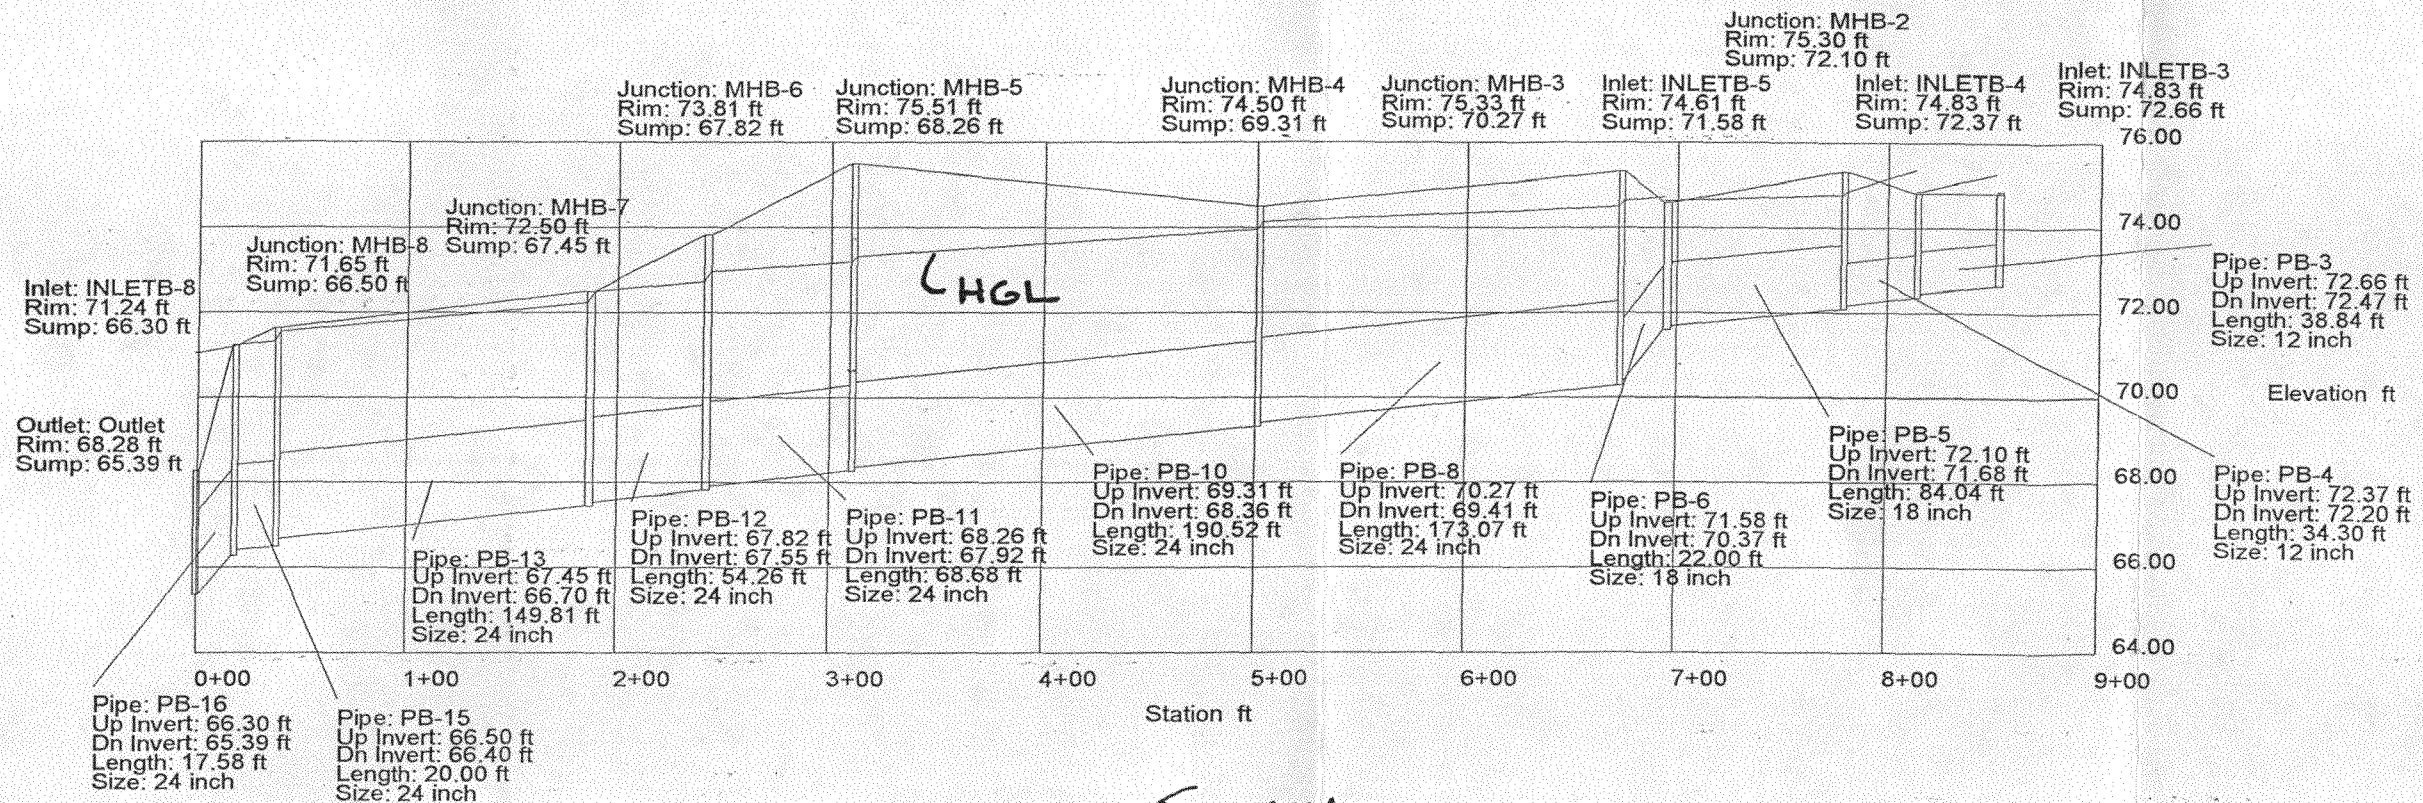 Junction: MHB-2
Rim: 75.30 ft
Sump: 72.10 ft
Junction: MHB-6
Rim: 73.81 ft
Sump: 67.82 ft
Junction: MHB-5
Rim: 75.51 ft
Sump: 68.26 ft
Junction: MHB-4
Rim: 74.50 ft
Sump: 69.31 ft
Junction: MHB-3
Rim: 75.33 ft
Sump: 70.27 ft
Inlet: INLETB-5
Rim: 74.61 ft
Sump: 71.58 ft
Inlet: INLETB-4
Rim: 74.83 ft
Sump: 72.37 ft
Inlet: INLETB-3
Rim: 74.83 ft
Sump: 72.66 ft
76.00
74.00
72.00
70.00
68.00
66.00
64.00
Elevation ft
Junction: MHB-7
Rim: 72.50 ft
Sump: 67.45 ft
Junction: MHB-8
Rim: 71.65 ft
Sump: 66.50 ft
Inlet: INLETB-8
Rim: 71.24 ft
Sump: 66.30 ft
HGL
Outlet: Outlet
Rim: 68.28 ft
Sump: 65.39 ft
Pipe: PB-3
Up Invert: 72.66 ft
Dn Invert: 72.47 ft
Length: 38.84 ft
Size: 12 inch
Pipe: PB-5
Up Invert: 72.10 ft
Dn Invert: 71.68 ft
Length: 84.04 ft
Size: 18 inch
Pipe: PB-4
Up Invert: 72.37 ft
Dn Invert: 72.20 ft
Length: 34.30 ft
Size: 12 inch
Pipe: PB-10
Up Invert: 69.31 ft
Dn Invert: 68.36 ft
Length: 190.52 ft
Size: 24 inch
Pipe: PB-8
Up Invert: 70.27 ft
Dn Invert: 69.41 ft
Length: 173.07 ft
Size: 24 inch
Pipe: PB-6
Up Invert: 71.58 ft
Dn Invert: 70.37 ft
Length: 22.00 ft
Size: 18 inch
Pipe: PB-12
Up Invert: 67.82 ft
Dn Invert: 67.55 ft
Length: 54.26 ft
Size: 24 inch
Pipe: PB-11
Up Invert: 68.26 ft
Dn Invert: 67.92 ft
Length: 68.68 ft
Size: 24 inch
Pipe: PB-13
Up Invert: 67.45 ft
Dn Invert: 66.70 ft
Length: 149.81 ft
Size: 24 inch
0+00 1+00 2+00 3+00 4+00 5+00 6+00 7+00 8+00 9+00
Station ft
Pipe: PB-16
Up Invert: 66.30 ft
Dn Invert: 65.39 ft
Length: 17.58 ft
Size: 24 inch
Pipe: PB-15
Up Invert: 66.50 ft
Dn Invert: 66.40 ft
Length: 20.00 ft
Size: 24 inch